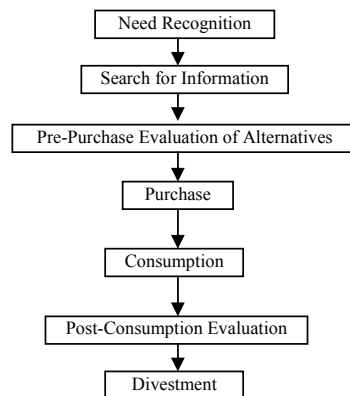 Need Recognition
Search for Information
Pre-Purchase Evaluation of Alternatives
Purchase
Consumption
Post-Consumption Evaluation
Divestment